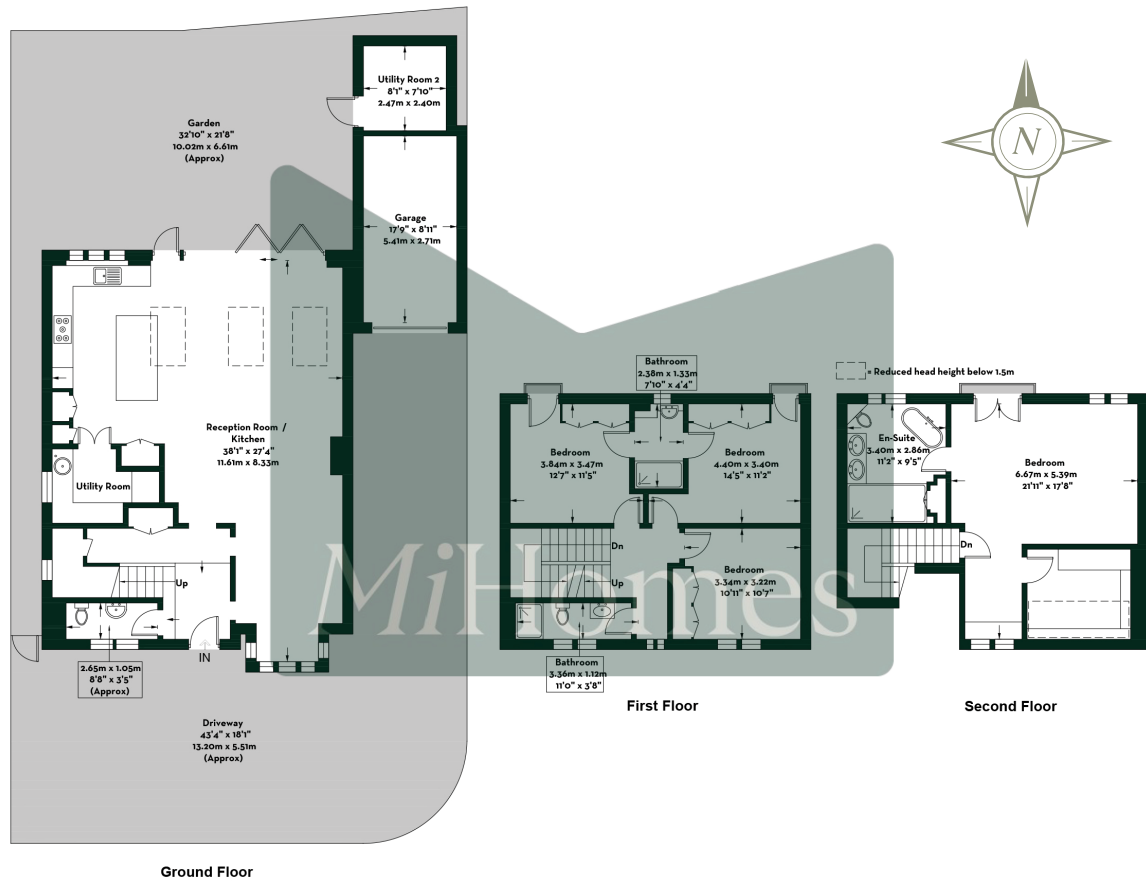 Utility Room 2
8'1" x 7'10"
2.47m x 2.40m
Garden
32'10" x 21'8"
10.02m x 6.61m
(Approx)
Garage
17'9" x 8'11"
5.41m x 2.71m
N
Reception Room /
Kitchen
38'1" x 27'4"
11.61m x 8.33m
Utility Room
Up
IN
2.65m x 1.05m
8'8" x 3'5"
(Approx)
Driveway
43'4" x 18'1"
13.20m x 5.51m
(Approx)
Ground Floor
Bathroom
2.38m x 1.33m
7'10" x 4'4"
Bedroom
3.84m x 3.47m
12'7" x 11'5"
Bedroom
4.40m x 3.40m
14'5" x 11'2"
Dn
Up
Bedroom
3.34m x 3.22m
10'11" x 10'7"
MiHomes
Bathroom
3.36m x 1.12m
11'0" x 3'8"
First Floor
= Reduced head height below 1.5m
En-Suite
3.40m x 2.86m
11'2" x 9'5"
Bedroom
6.67m x 5.39m
21'11" x 17'8"
Dn
Second Floor